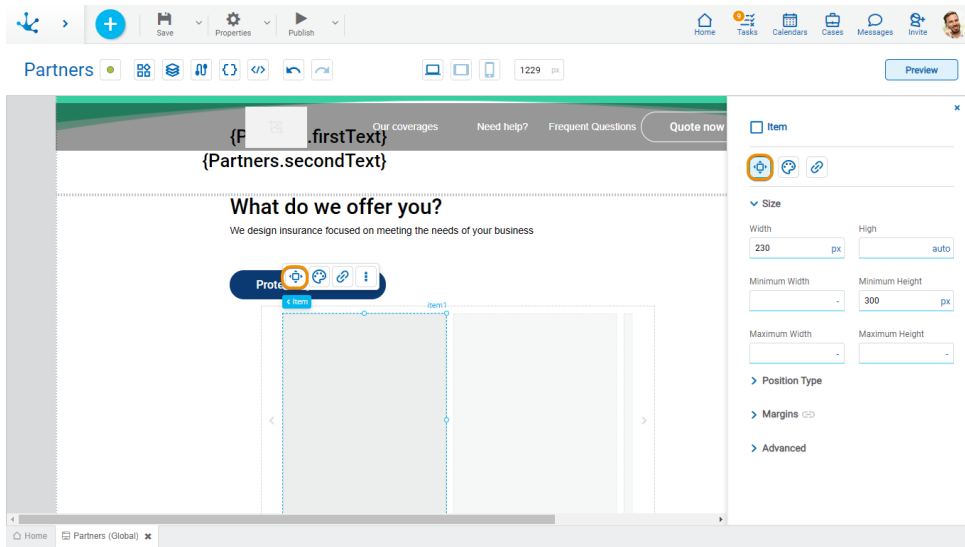 Save
Properties
Publish
Home
9
Tasks
Calendars
Cases
Messages
Invite
Partners
1229 px
Preview
{P .firstText}
Our coverages
Need help?
Frequent Questions
Quote now
{Partners.secondText}
What do we offer you?
We design insurance focused on meeting the needs of your business
Prote
Item
item1
Item
Size
Width
High
230 px
auto
Minimum Width
Minimum Height
-
300 px
Maximum Width
Maximum Height
-
-
Position Type
Margins
Advanced
Home
Partners (Global)